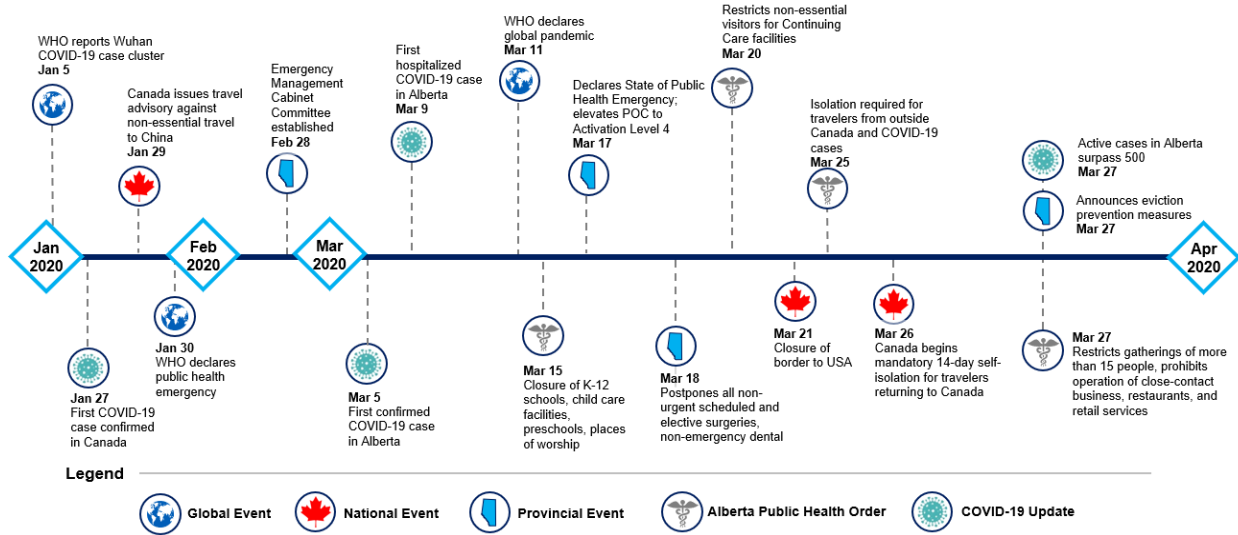 WHO reports Wuhan
COVID-19 case cluster
Jan 5
Canada issues travel
advisory against
non-essential travel
to China
Jan 29
Emergency
Management
Cabinet
Committee
established
Feb 28
First
hospitalized
COVID-19 case
in Alberta
Mar 9
WHO declares
global pandemic
Mar 11
Declares State of Public
Health Emergency;
elevates POC to
Activation Level 4
Mar 17
Restricts non-essential
visitors for Continuing
Care facilities
Mar 20
Isolation required for
travelers from outside
Canada and COVID-19
cases
Mar 25
Active cases in Alberta
surpass 500
Mar 27
Announces eviction
prevention measures
Mar 27
Jan
2020
Feb
2020
Mar
2020
Apr
2020
Jan 27
First COVID-19
case confirmed
in Canada
Jan 30
WHO declares
public health
emergency
Mar 5
First confirmed
COVID-19 case
in Alberta
Mar 15
Closure of K-12
schools, child care
facilities,
preschools, places
of worship
Mar 18
Postpones all non-
urgent scheduled and
elective surgeries,
non-emergency dental
Mar 21
Closure of
border to USA
Mar 26
Canada begins
mandatory 14-day self-
isolation for travelers
returning to Canada
Mar 27
Restricts gatherings of more
than 15 people, prohibits
operation of close-contact
business, restaurants, and
retail services
Legend
Global Event
National Event
Provincial Event
Alberta Public Health Order
COVID-19 Update